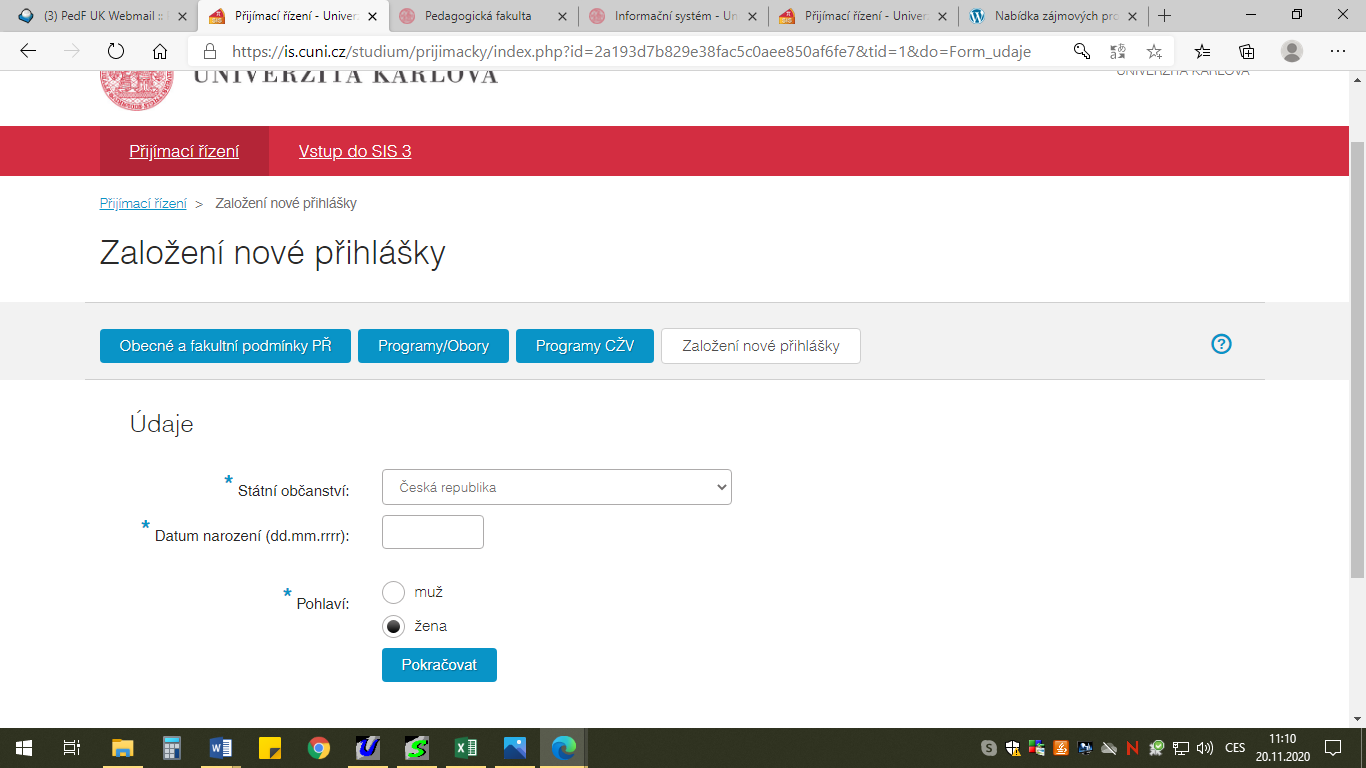 (3) PedF UK Webmail ::
Přijímací řízení - Univer
Pedagogická fakulta
Informační systém - Un
Přijímací řízení - Univer
Nabídka zájmových pro
https://is.cuni.cz/studium/prijimacky/index.php?id=2a193d7b829e38fac5c0aee850af6fe7&tid=1&do=Form_udaje
UNIVERZITA KARLOVA
UNIVERZITA KARLOVA
Přijímací řízení
Vstup do SIS 3
Přijímací řízení > Založení nové přihlášky
Založení nové přihlášky
Obecné a fakultní podmínky PŘ
Programy/Obory
Programy CŽV
Založení nové přihlášky
?
Údaje
* Státní občanství:
Česká republika
* Datum narození (dd.mm.rrrr):
* Pohlaví:
muž
žena
Pokračovat
CES
11:10
20.11.2020